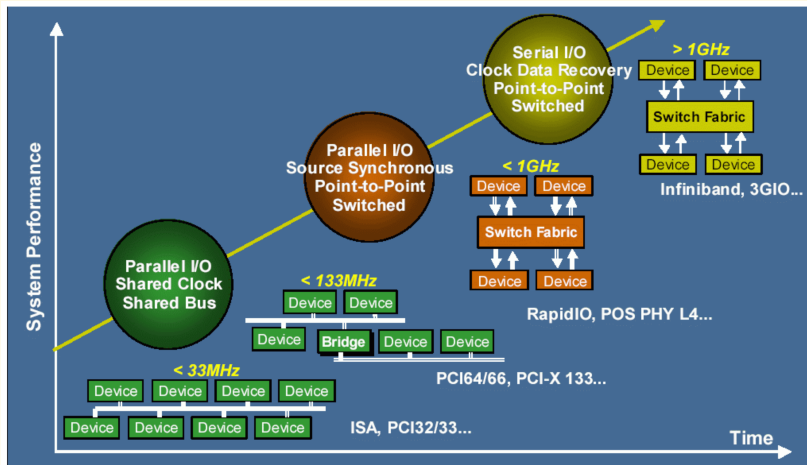 System Performance
Serial I/O
Clock Data Recovery
Point-to-Point
Switched
> 1GHz
Device Device
Switch Fabric
Device Device
Infiniband, 3GIO...
Parallel I/O
Source Synchronous
Point-to-Point
Switched
< 1GHz
Device Device
Switch Fabric
Device Device
RapidIO, POS PHY L4...
Parallel I/O
Shared Clock
Shared Bus
< 133MHz
Device Device
Device Bridge Device Device
PCI64/66, PCI-X 133...
< 33MHz
Device Device Device Device
Device Device Device Device
ISA, PCI32/33...
Time